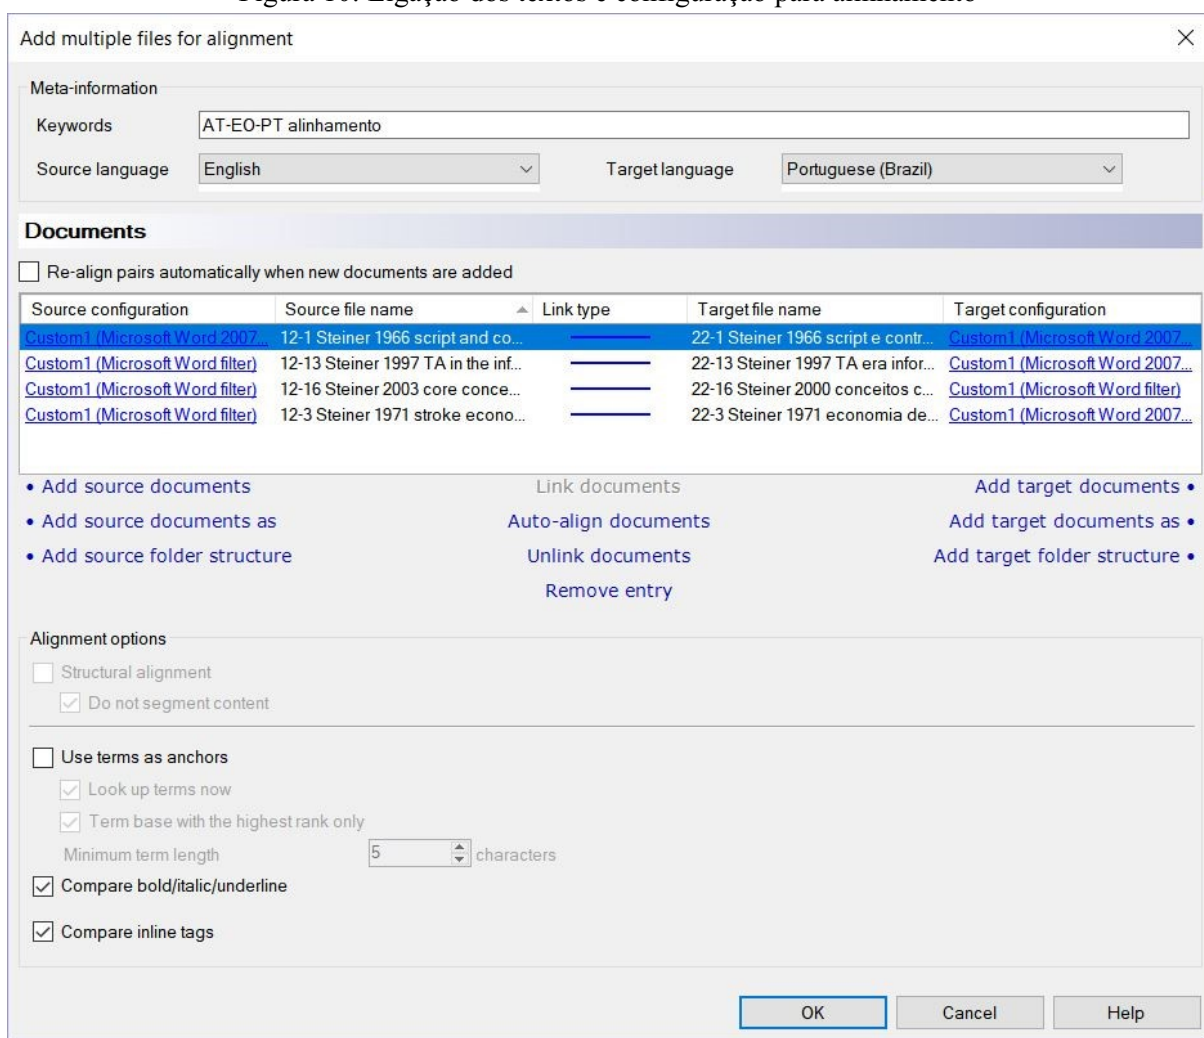 Figura 10: Ligação dos textos e configuração para alinhamento
Add multiple files for alignment
Meta-information
Keywords AT-EO-PT alinhamento
Source language English Target language Portuguese (Brazil)
Documents
Re-align pairs automatically when new documents are added
Source configuration Source file name Link type Target file name Target configuration
Custom1 (Microsoft Word 2007... 12-1 Steiner 1966 script and co... 22-1 Steiner 1966 script e contr... Custom1 (Microsoft Word 2007...
Custom1 (Microsoft Word filter) 12-13 Steiner 1997 TA in the inf... 22-13 Steiner 1997 TA era infor... Custom1 (Microsoft Word 2007...
Custom1 (Microsoft Word filter) 12-16 Steiner 2003 core conce... 22-16 Steiner 2000 conceitos c... Custom1 (Microsoft Word filter)
Custom1 (Microsoft Word filter) 12-3 Steiner 1971 stroke econo... 22-3 Steiner 1971 economia de... Custom1 (Microsoft Word 2007...
• Add source documents Link documents Add target documents •
• Add source documents as Auto-align documents Add target documents as •
• Add source folder structure Unlink documents Add target folder structure •
Remove entry
Alignment options
Structural alignment
Do not segment content
Use terms as anchors
Look up terms now
Term base with the highest rank only
Minimum term length 5 characters
Compare bold/italic/underline
Compare inline tags
OK Cancel Help